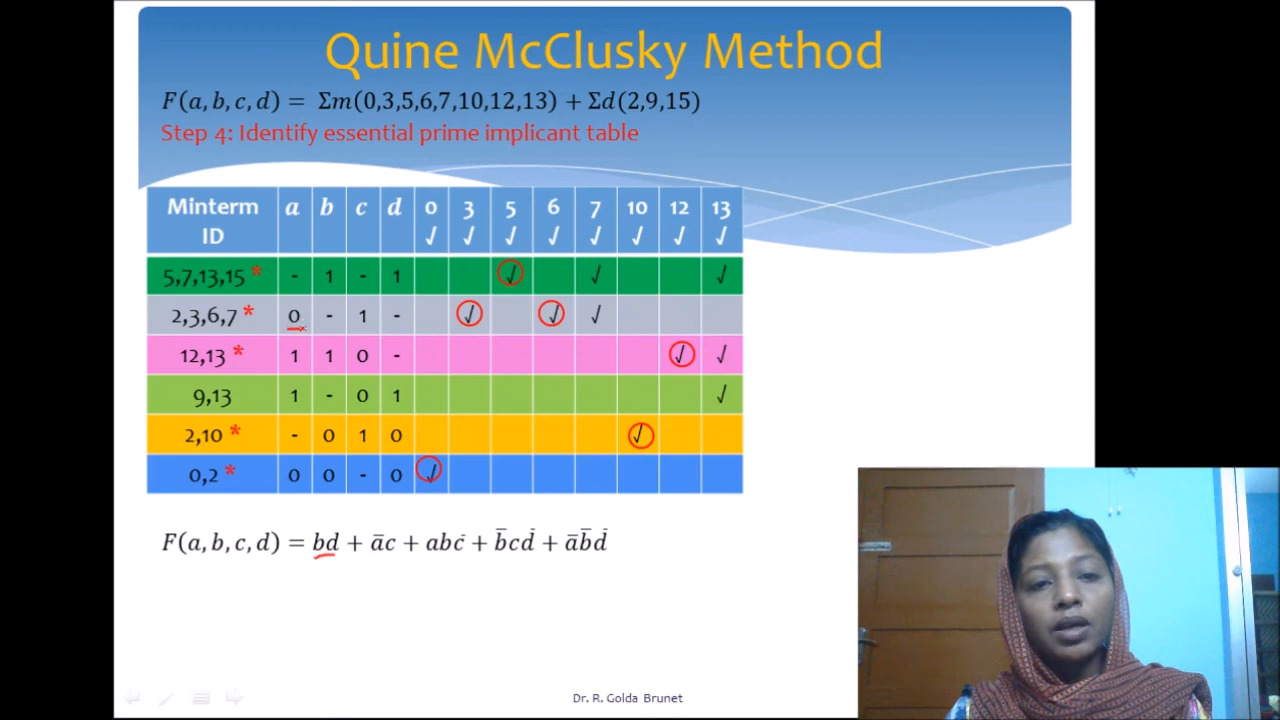 Quine McClusky Method
F(a,b,c,d) = Σm(0,3,5,6,7,10,12,13) + Σd(2,9,15)
Step 4: Identify essential prime implicant table
Minterm ID a b c d 0 √ 3 √ 5 √ 6 √ 7 √ 10 √ 12 √ 13 √
5,7,13,15 * - 1 - 1 √ √ √
2,3,6,7 * 0 - 1 - √ √ √
12,13 * 1 1 0 - √ √
9,13 1 - 0 1 √
2,10 * - 0 1 0 √
0,2 * 0 0 - 0 √
F(a,b,c,d) = bd + a̅c + abc̅ + b̅cd̅ + a̅b̅d̅
Dr. R. Golda Brunet